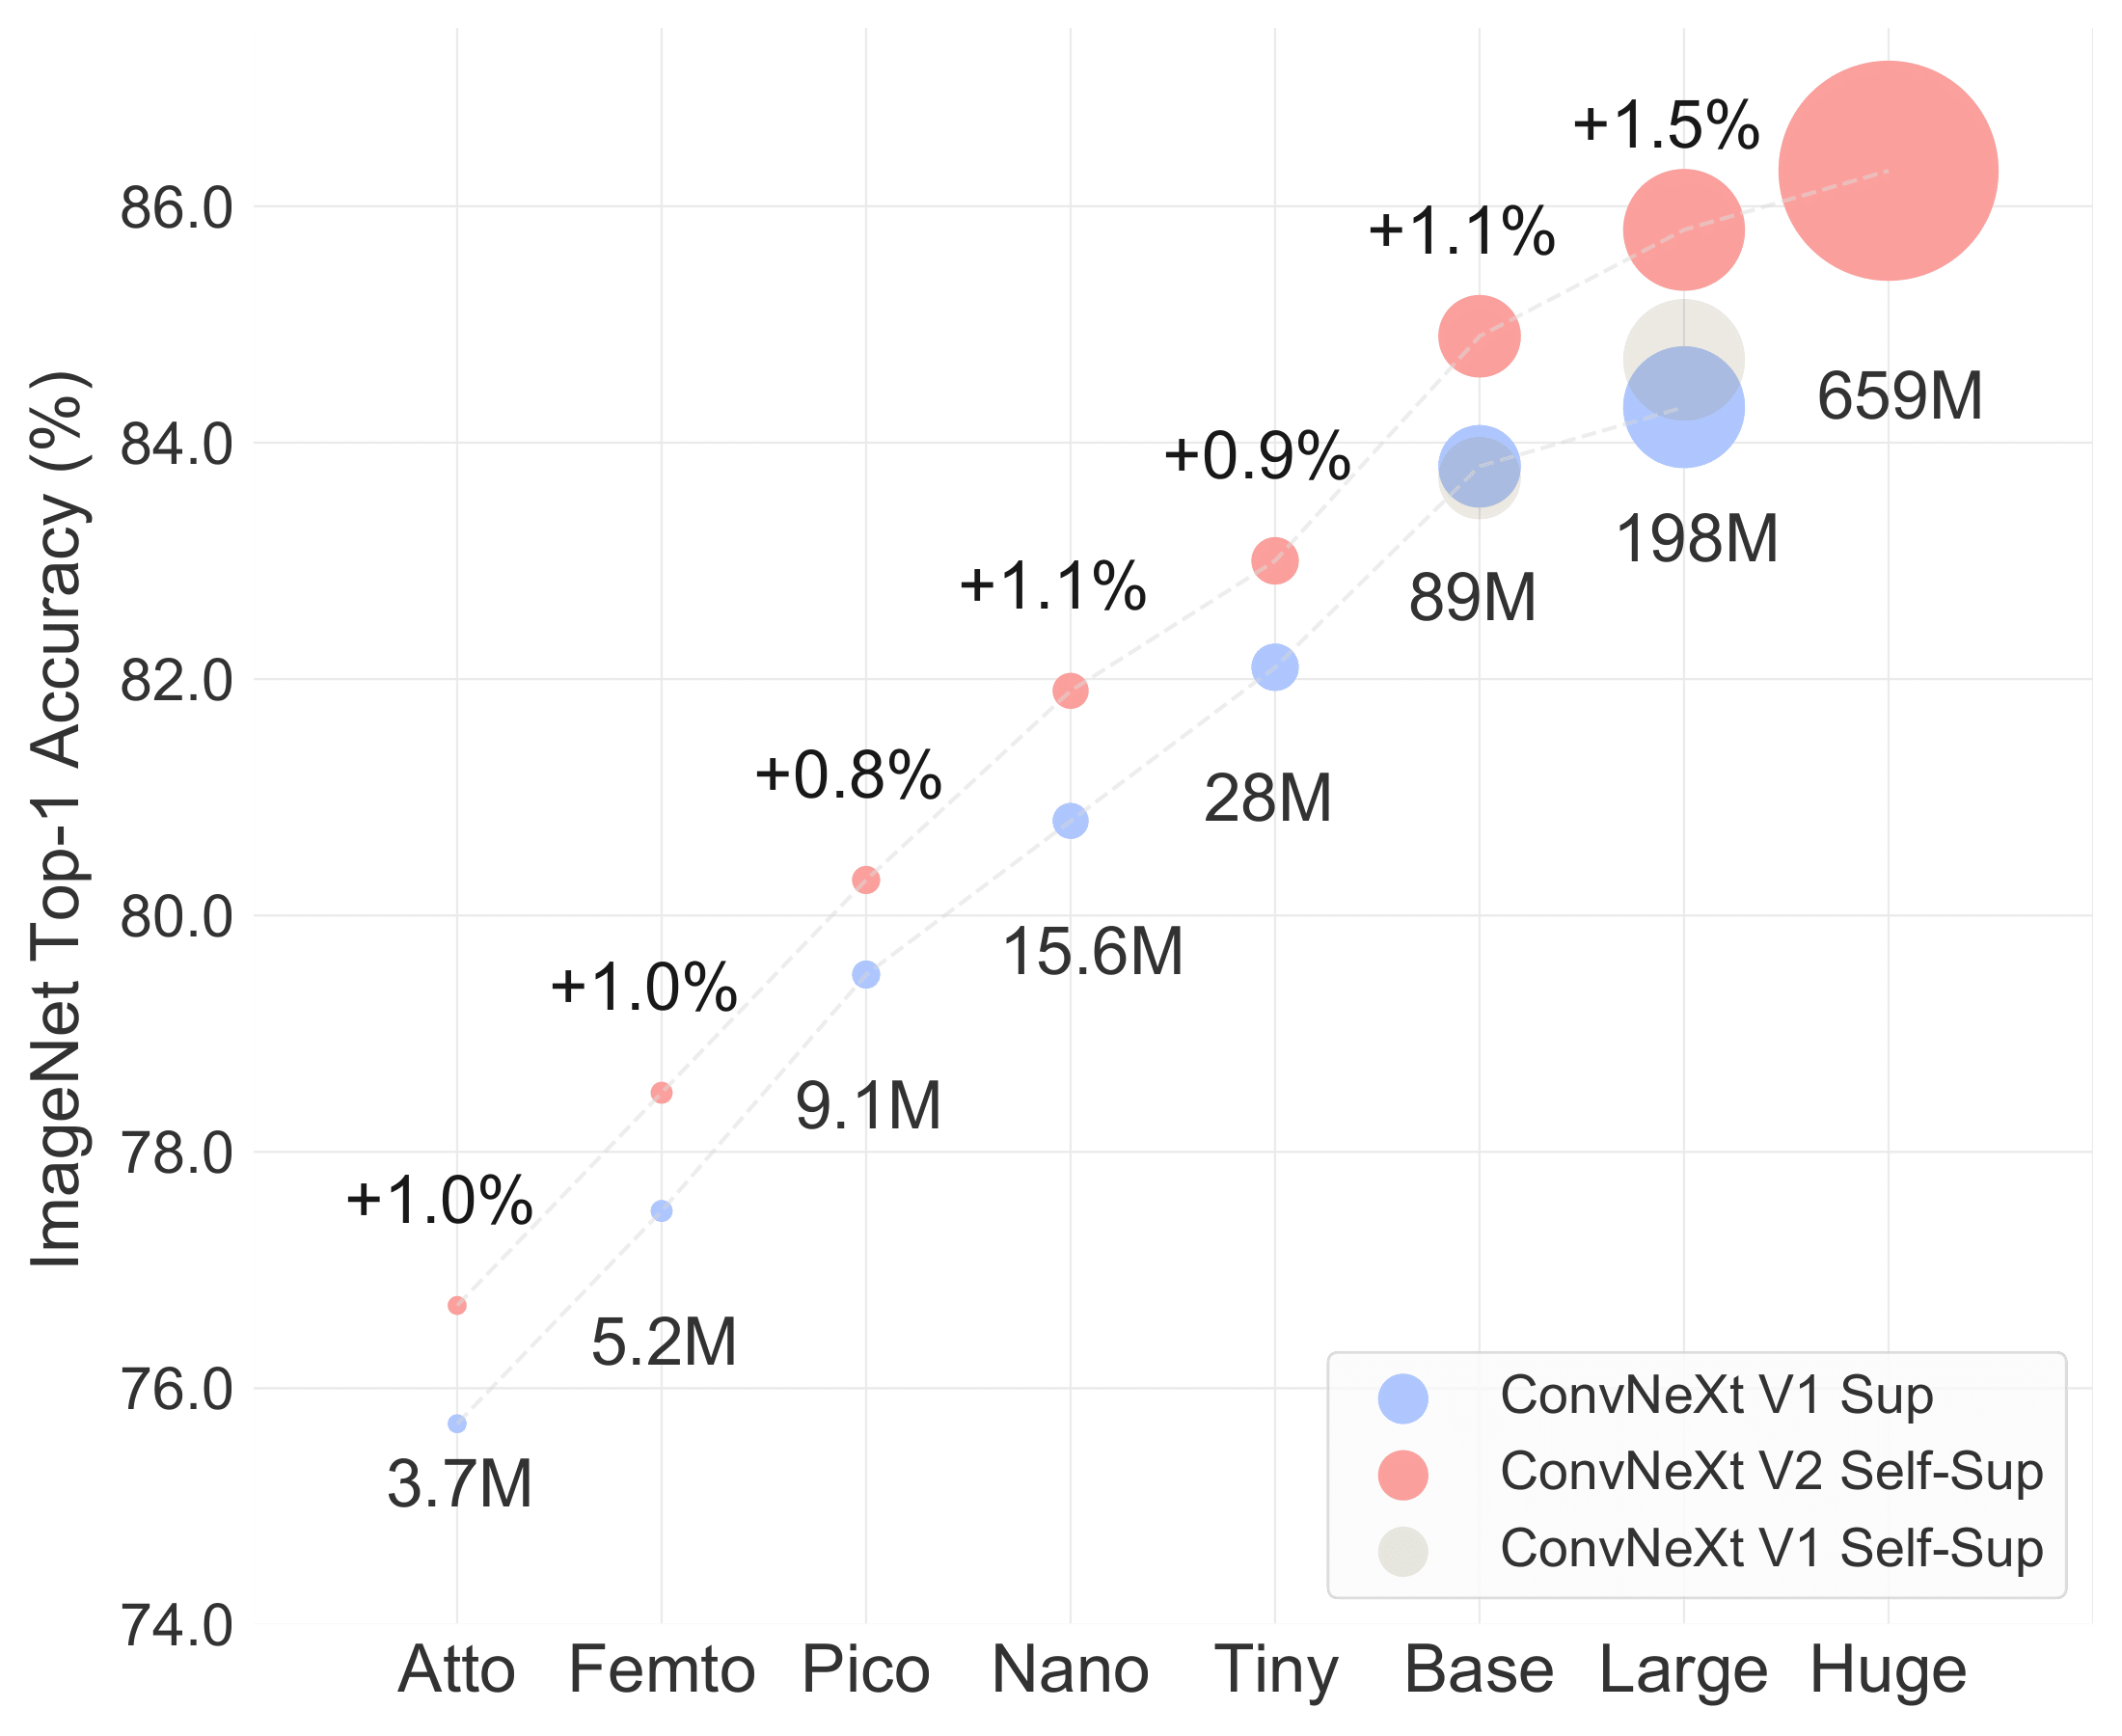 ImageNet Top-1 Accuracy (%)
86.0
84.0
82.0
80.0
78.0
76.0
74.0
+1.5%
+1.1%
+0.9%
+1.1%
+0.8%
+1.0%
+1.0%
659M
198M
89M
28M
15.6M
9.1M
5.2M
3.7M
ConvNeXt V1 Sup
ConvNeXt V2 Self-Sup
ConvNeXt V1 Self-Sup
Atto Femto Pico Nano Tiny Base Large Huge